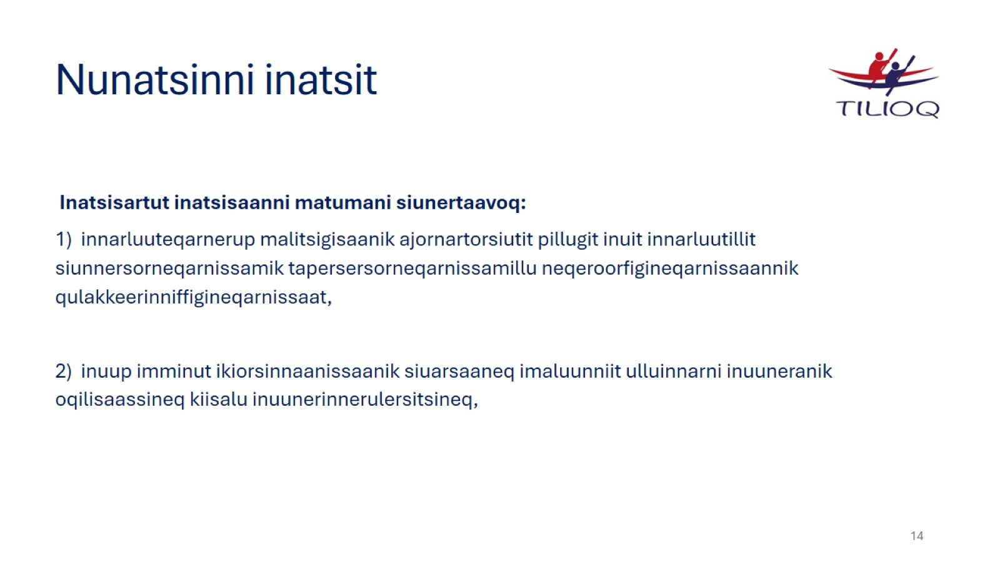 Nunatsinni inatsit
TILIOQ
Inatsisartut inatsisaanni matumani siunertaavoq:
1) innarluuteqarnerup malitsigisaanik ajornartorsiutit pillugit inuit innarluutillit
siunnersorneqarnissamik tapersersorneqarnissamillu neqeroorfigineqarnissaannik
qulakkeerinniffigineqarnissaat,
2) inuup imminut ikiorsinnaanissaanik siuarsaaneq imaluunniit ulluinnarni inuuneranik
oqilisaassineq kiisalu inuunerinnerulersitsineq,
14